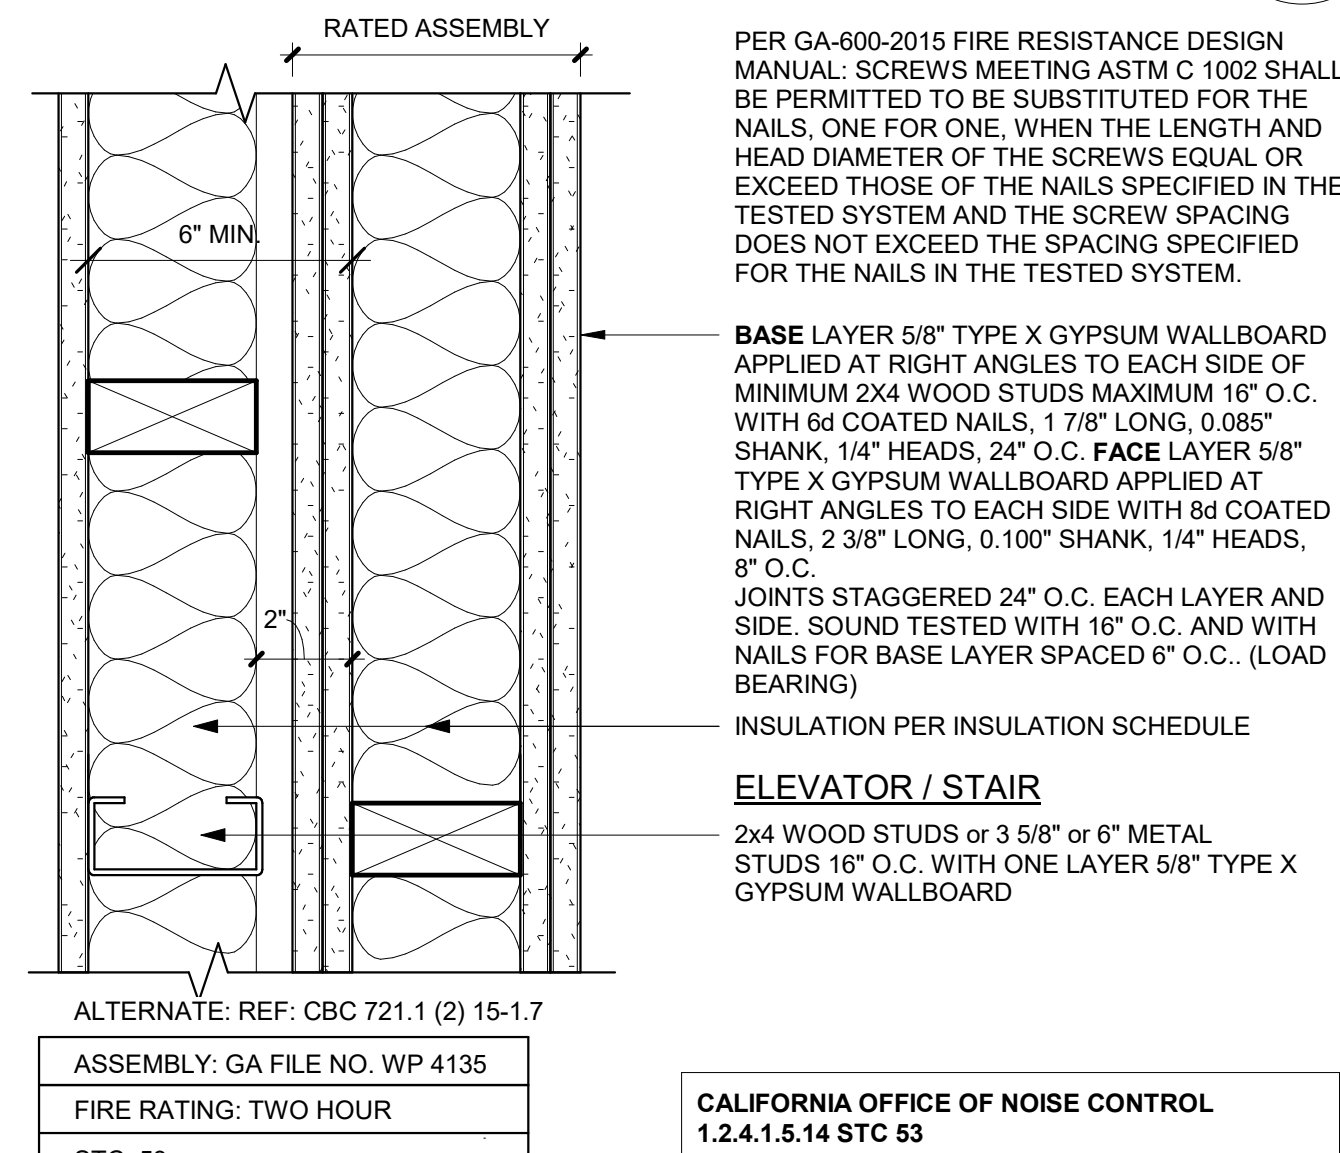 RATED ASSEMBLY
6" MIN.
2"
PER GA-600-2015 FIRE RESISTANCE DESIGN
MANUAL: SCREWS MEETING ASTM C 1002 SHALL
BE PERMITTED TO BE SUBSTITUTED FOR THE
NAILS, ONE FOR ONE, WHEN THE LENGTH AND
HEAD DIAMETER OF THE SCREWS EQUAL OR
EXCEED THOSE OF THE NAILS SPECIFIED IN THE
TESTED SYSTEM AND THE SCREW SPACING
DOES NOT EXCEED THE SPACING SPECIFIED
FOR THE NAILS IN THE TESTED SYSTEM.
BASE LAYER 5/8" TYPE X GYPSUM WALLBOARD
APPLIED AT RIGHT ANGLES TO EACH SIDE OF
MINIMUM 2X4 WOOD STUDS MAXIMUM 16" O.C.
WITH 6d COATED NAILS, 1 7/8" LONG, 0.085"
SHANK, 1/4" HEADS, 24" O.C. FACE LAYER 5/8"
TYPE X GYPSUM WALLBOARD APPLIED AT
RIGHT ANGLES TO EACH SIDE WITH 8d COATED
NAILS, 2 3/8" LONG, 0.100" SHANK, 1/4" HEADS,
8" O.C.
JOINTS STAGGERED 24" O.C. EACH LAYER AND
SIDE. SOUND TESTED WITH 16" O.C. AND WITH
NAILS FOR BASE LAYER SPACED 6" O.C.. (LOAD
BEARING)
INSULATION PER INSULATION SCHEDULE
ELEVATOR / STAIR
2x4 WOOD STUDS or 3 5/8" or 6" METAL
STUDS 16" O.C. WITH ONE LAYER 5/8" TYPE X
GYPSUM WALLBOARD
ALTERNATE: REF: CBC 721.1 (2) 15-1.7
ASSEMBLY: GA FILE NO. WP 4135
FIRE RATING: TWO HOUR
CALIFORNIA OFFICE OF NOISE CONTROL
1.2.4.1.5.14 STC 53